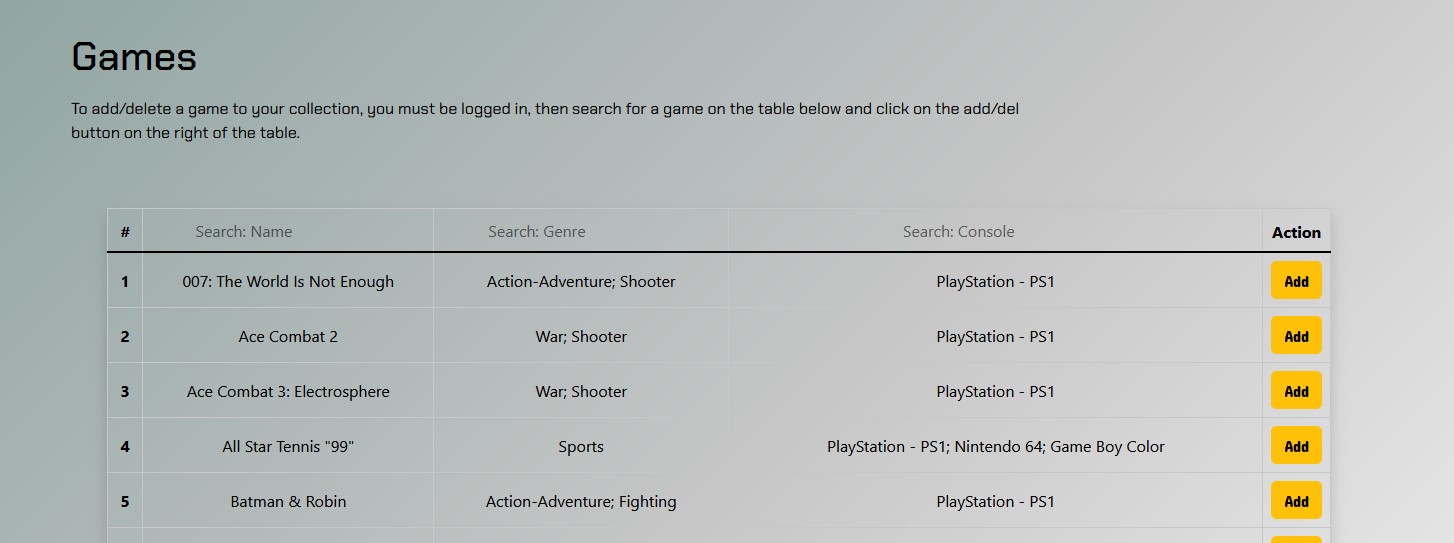 Games
To add/delete a game to your collection, you must be logged in, then search for a game on the table below and click on the add/del
button on the right of the table.
# Search: Name Search: Genre Search: Console Action
1 007: The World Is Not Enough Action-Adventure; Shooter PlayStation - PS1 Add
2 Ace Combat 2 War; Shooter PlayStation - PS1 Add
3 Ace Combat 3: Electrosphere War; Shooter PlayStation - PS1 Add
4 All Star Tennis "99" Sports PlayStation - PS1; Nintendo 64; Game Boy Color Add
5 Batman & Robin Action-Adventure; Fighting PlayStation - PS1 Add